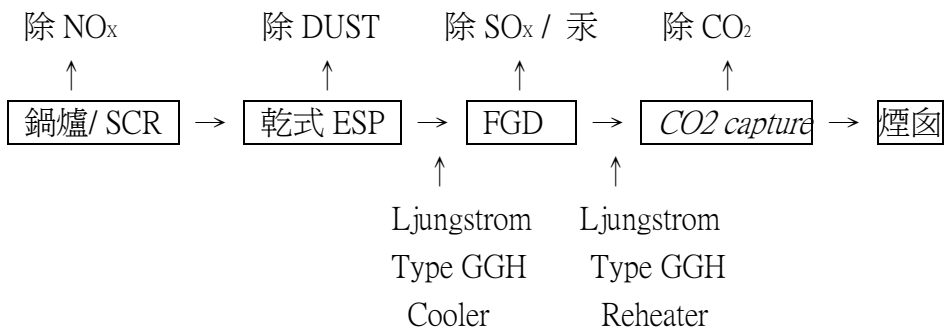 除 NOx 除 DUST 除 SOx / 汞 除 CO2
↑ ↑ ↑ ↑
鍋爐/ SCR → 乾式 ESP → FGD → CO2 capture → 煙囪
↑ ↑
Ljungstrom Ljungstrom
Type GGH Type GGH
Cooler Reheater